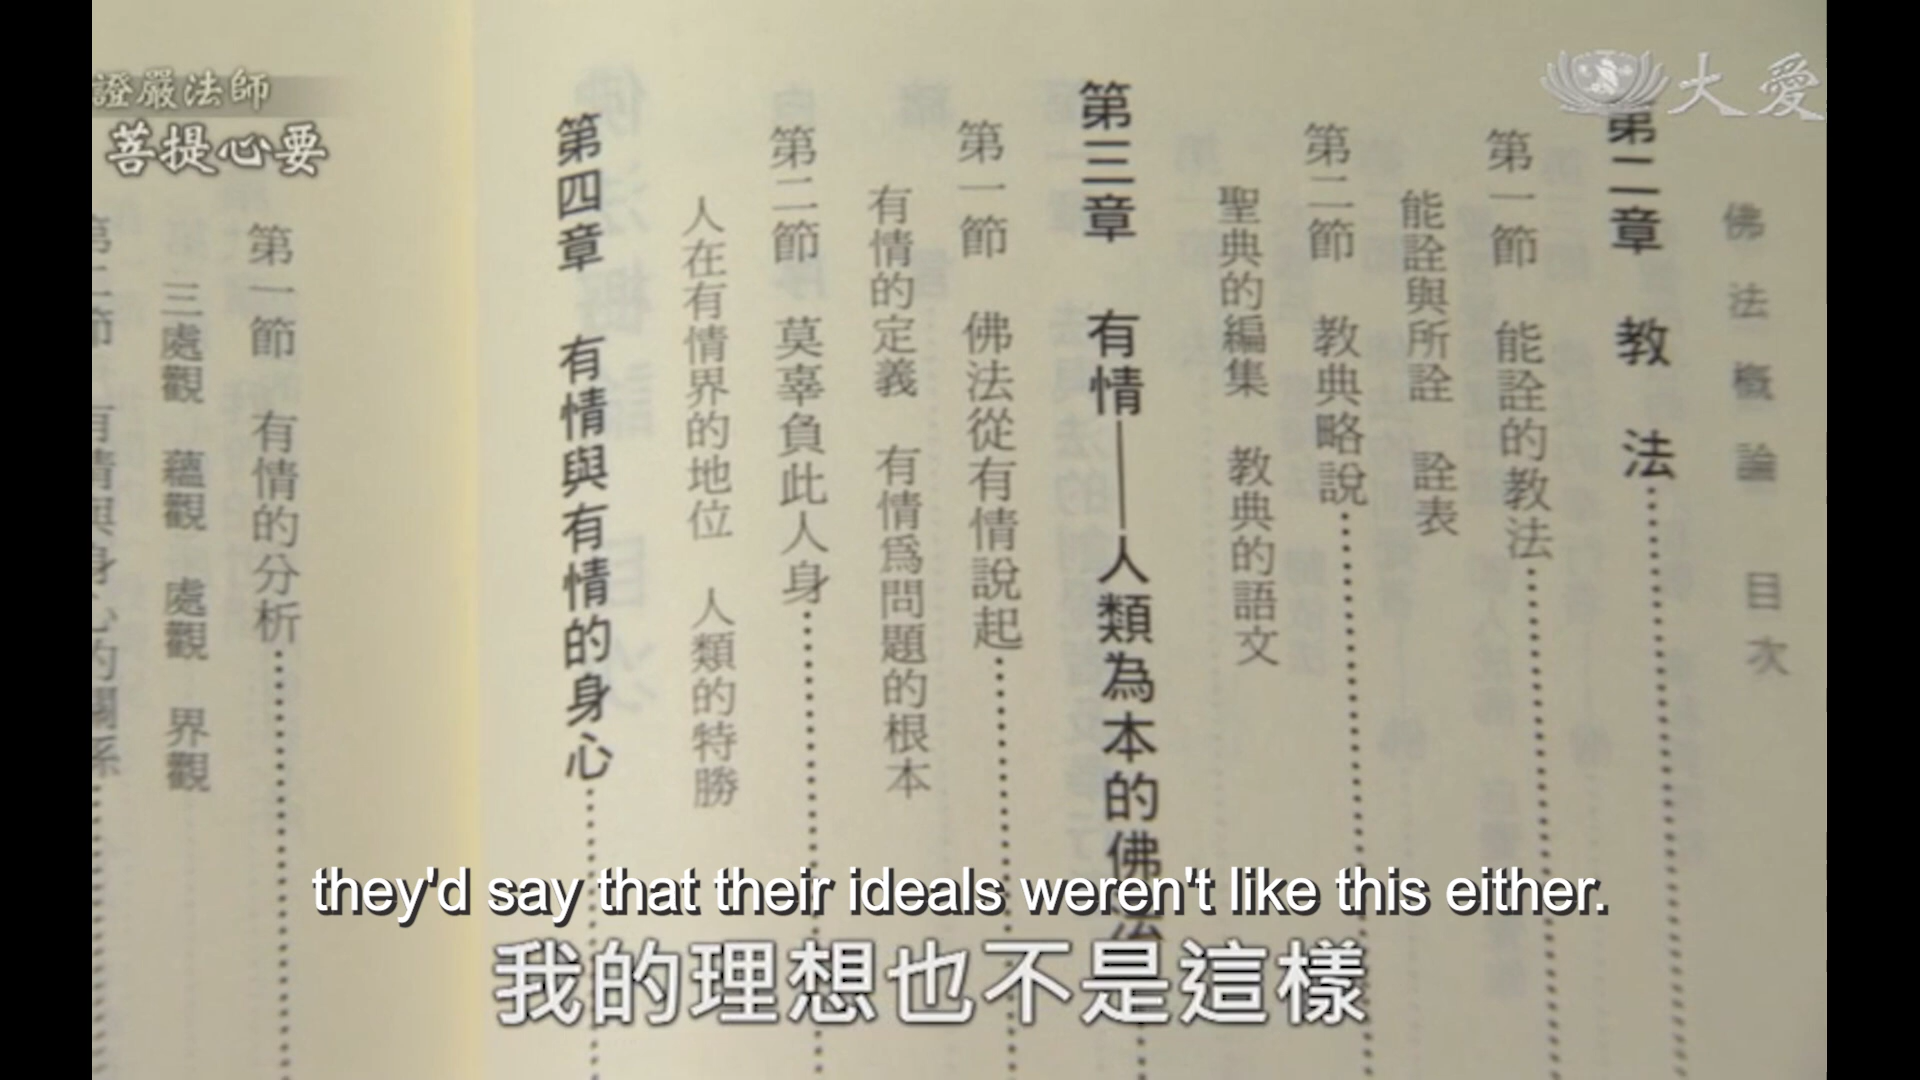 證嚴法師
菩提心要
大愛
佛法概論 目次
第二章 教法
第一節 能詮的教法
能詮與所詮 詮表
第二節 教典略說
聖典的編集 教典的語文
第三章 有情——人類為本的佛法
第一節 佛法從有情說起
有情的定義 有情爲問題的根本
第二節 莫辜負此人身
人在有情界的地位 人類的特勝
第四章 有情與有情的身心
第一節 有情的分析
三處觀 蘊觀 處觀 界觀
第二節 有情與身心的關係
they'd say that their ideals weren't like this either.
我的理想也不是這樣